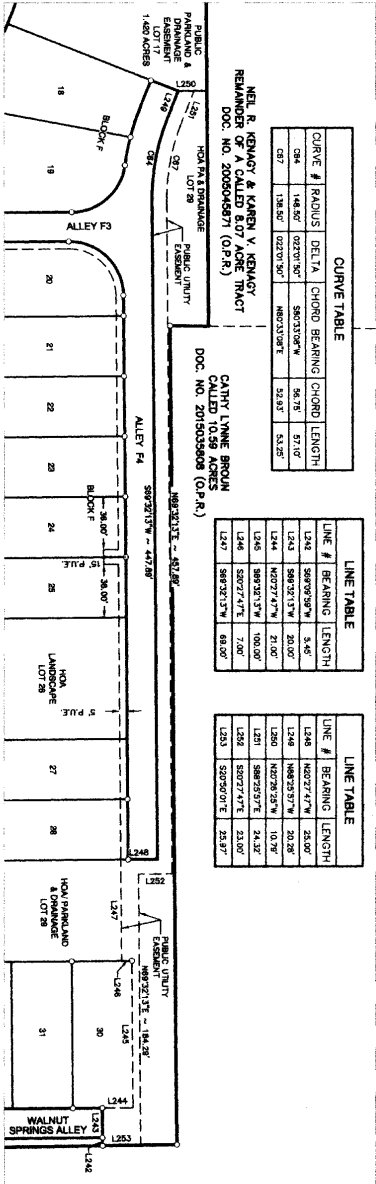 CURVE TABLE
CURVE # RADIUS DELTA CHORD BEARING CHORD LENGTH
C84 148.50' 022°01'50" S80°33'08"W 56.75' 57.10'
C87 138.50' 022°01'50" N80°33'08"E 52.93' 53.25'
LINE TABLE
LINE # BEARING LENGTH
L242 S69°09'59"W 5.45'
L243 S69°32'13"W 20.00'
L244 N20°27'47"W 21.00'
L245 S69°32'13"W 100.00'
L246 S20°27'47"E 7.00'
L247 S69°32'13"W 69.00'
LINE TABLE
LINE # BEARING LENGTH
L248 N20°27'47"W 25.00'
L249 N88°25'57"W 20.28'
L250 N20°26'25"W 10.79'
L251 S88°25'57"E 24.32'
L252 S20°27'47"E 23.00'
L253 S20°50'01"E 25.97'
NEIL R. KENAGY & KAREN V. KENAGY
REMAINDER OF A CALLED 8.07 ACRE TRACT
DOC. NO. 2005045871 (O.P.R.)
CATHY LYNNE BROUN
CALLED 10.59 ACRES
DOC. NO. 2015035808 (O.P.R.)
PUBLIC
PARKLAND &
DRAINAGE
EASEMENT
LOT 17
1.420 ACRES
L250
L251
L249
C87
C84
HOA PA & DRAINAGE
LOT 29
PUBLIC UTILITY
EASEMENT
N69°32'13"E ~ 457.89'
S69°32'13"W ~ 447.89'
ALLEY F4
ALLEY F3
BLOCK F
18
19
20
21
22
23
24
BLOCK F
36.00'
36.00'
15' P.U.E.
25
HOA
LANDSCAPE
LOT 26
5' P.U.E.
27
28
L248
L252
PUBLIC UTILITY
EASEMENT
N69°32'13"E ~ 184.29'
L247
HOA/ PARKLAND
& DRAINAGE
LOT 29
L246
L245
30
31
L244
L243
WALNUT
SPRINGS ALLEY
L253
L242